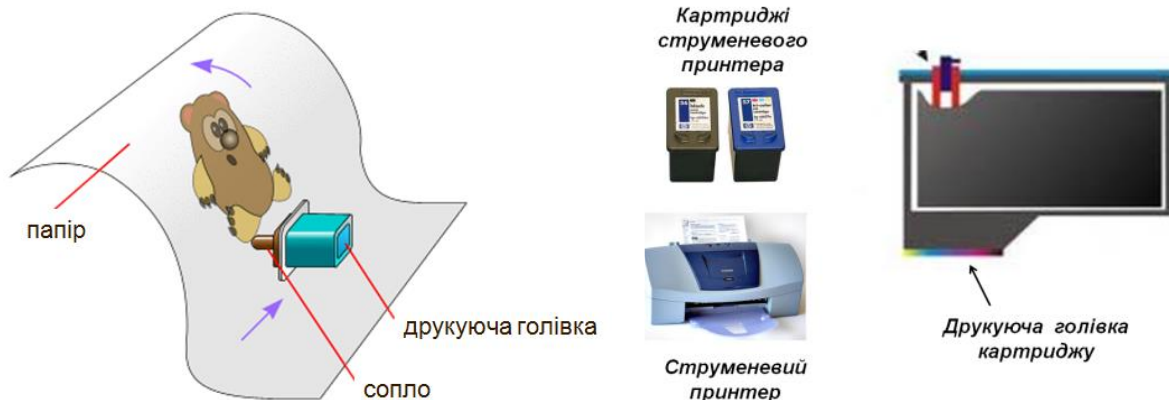 папір
друкуюча голівка
сопло
Картриджі
струменевого
принтера
Струменевий
принтер
Друкуюча голівка
картриджу